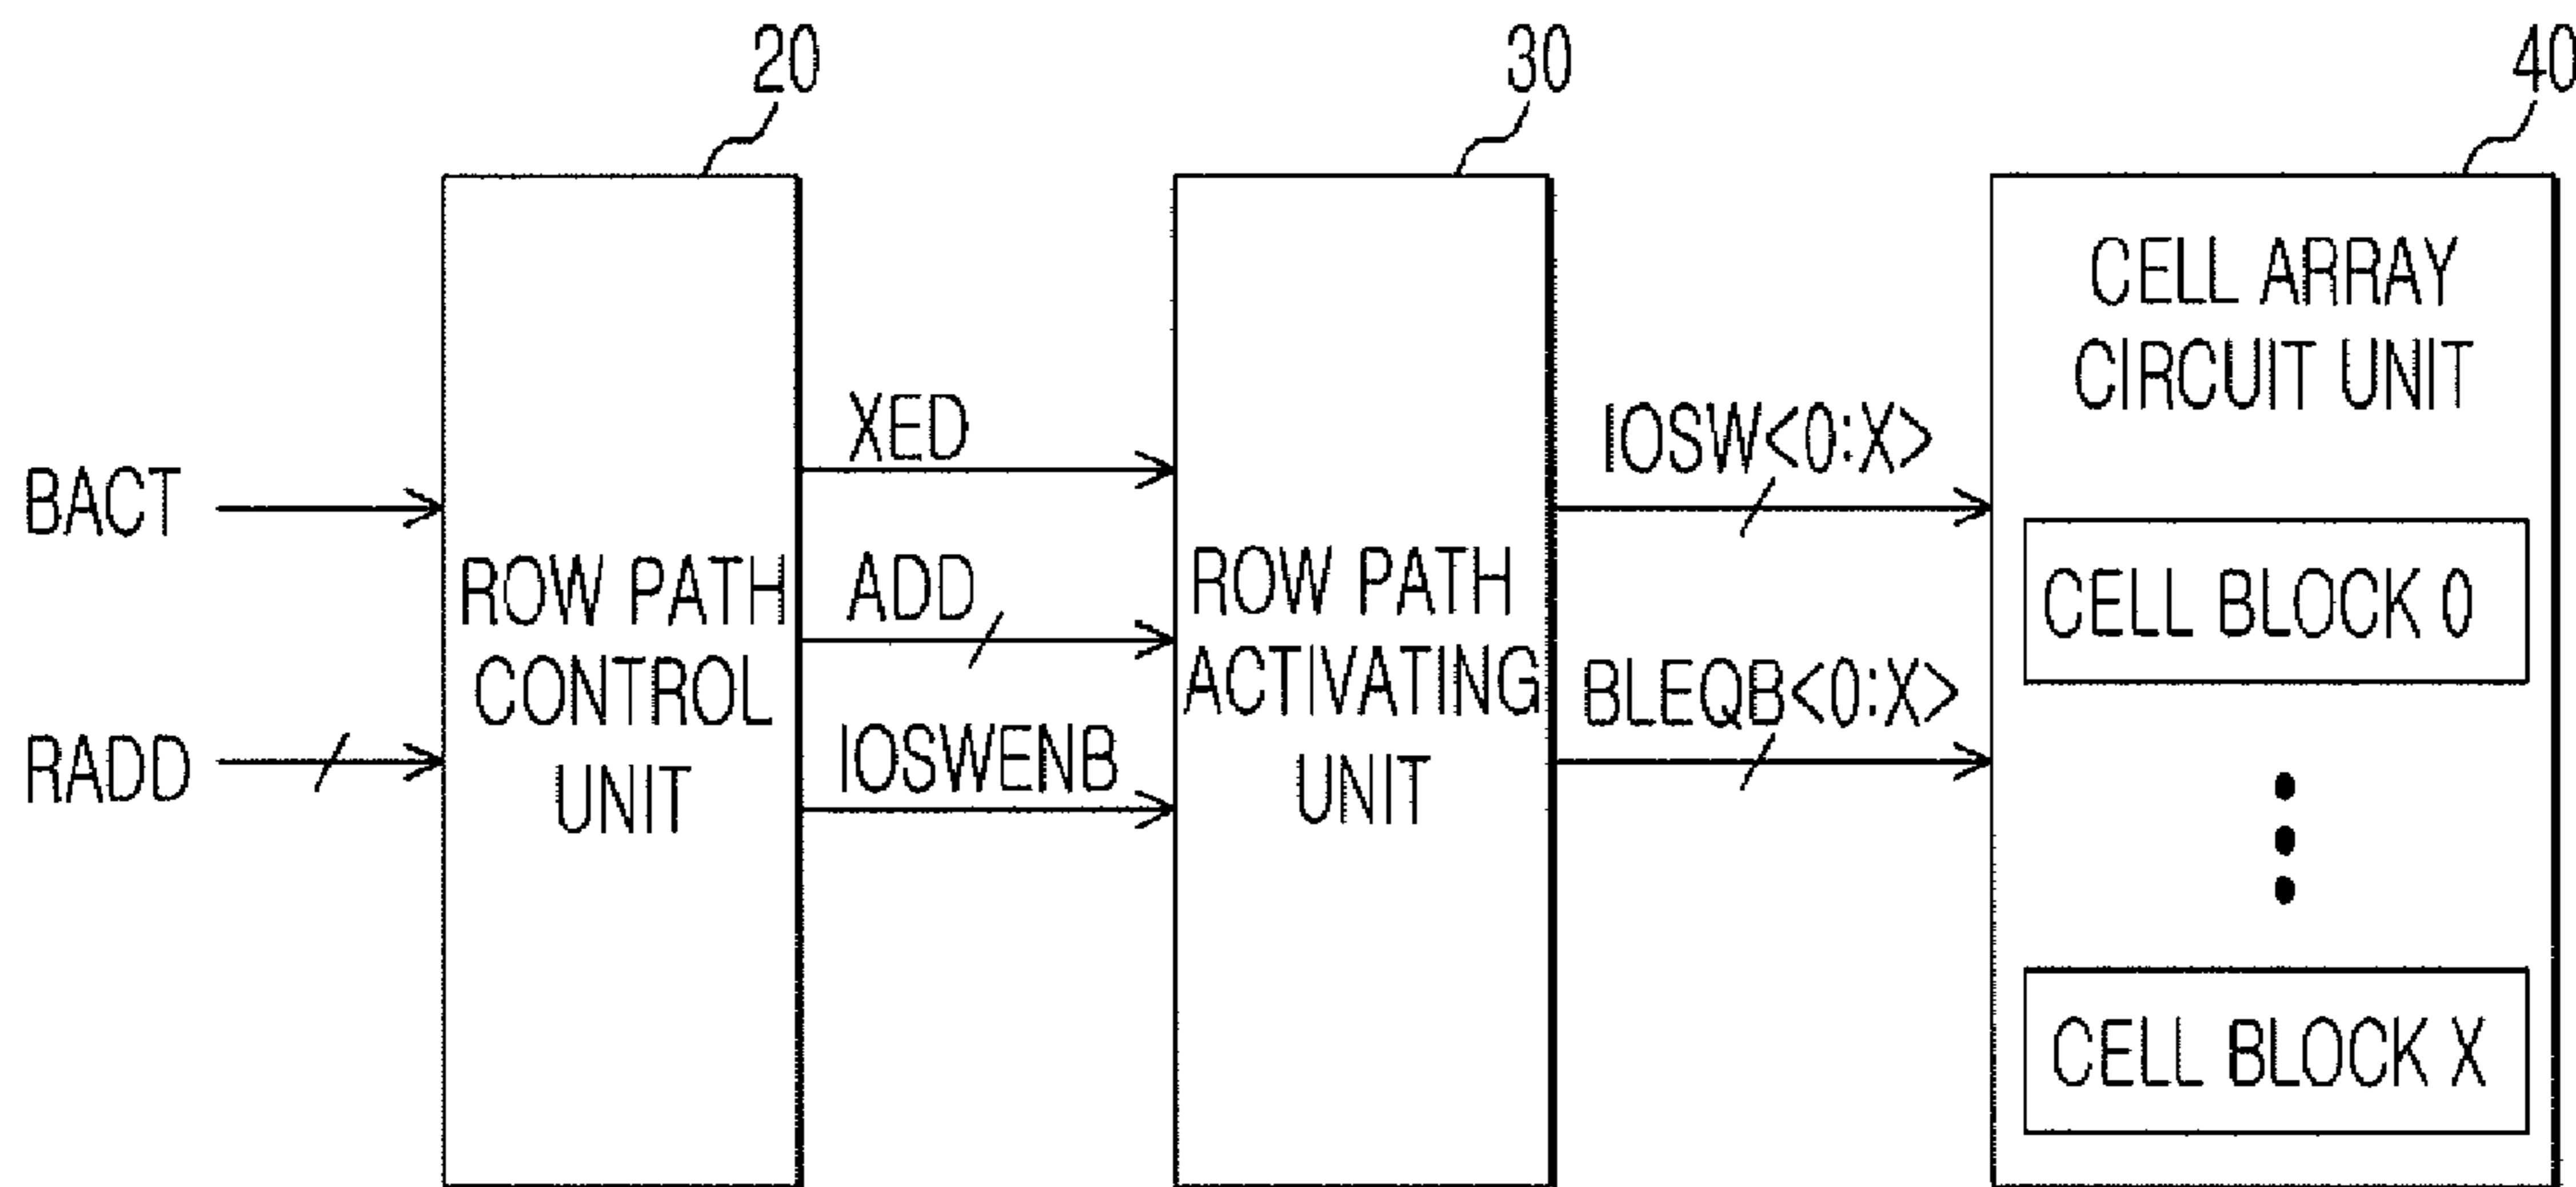 20
30
40
BACT
RADD
ROW PATH
CONTROL
UNIT
XED
ADD
IOSWENB
ROW PATH
ACTIVATING
UNIT
IOSW<0:X>
BLEQB<0:X>
CELL ARRAY
CIRCUIT UNIT
CELL BLOCK 0
CELL BLOCK X